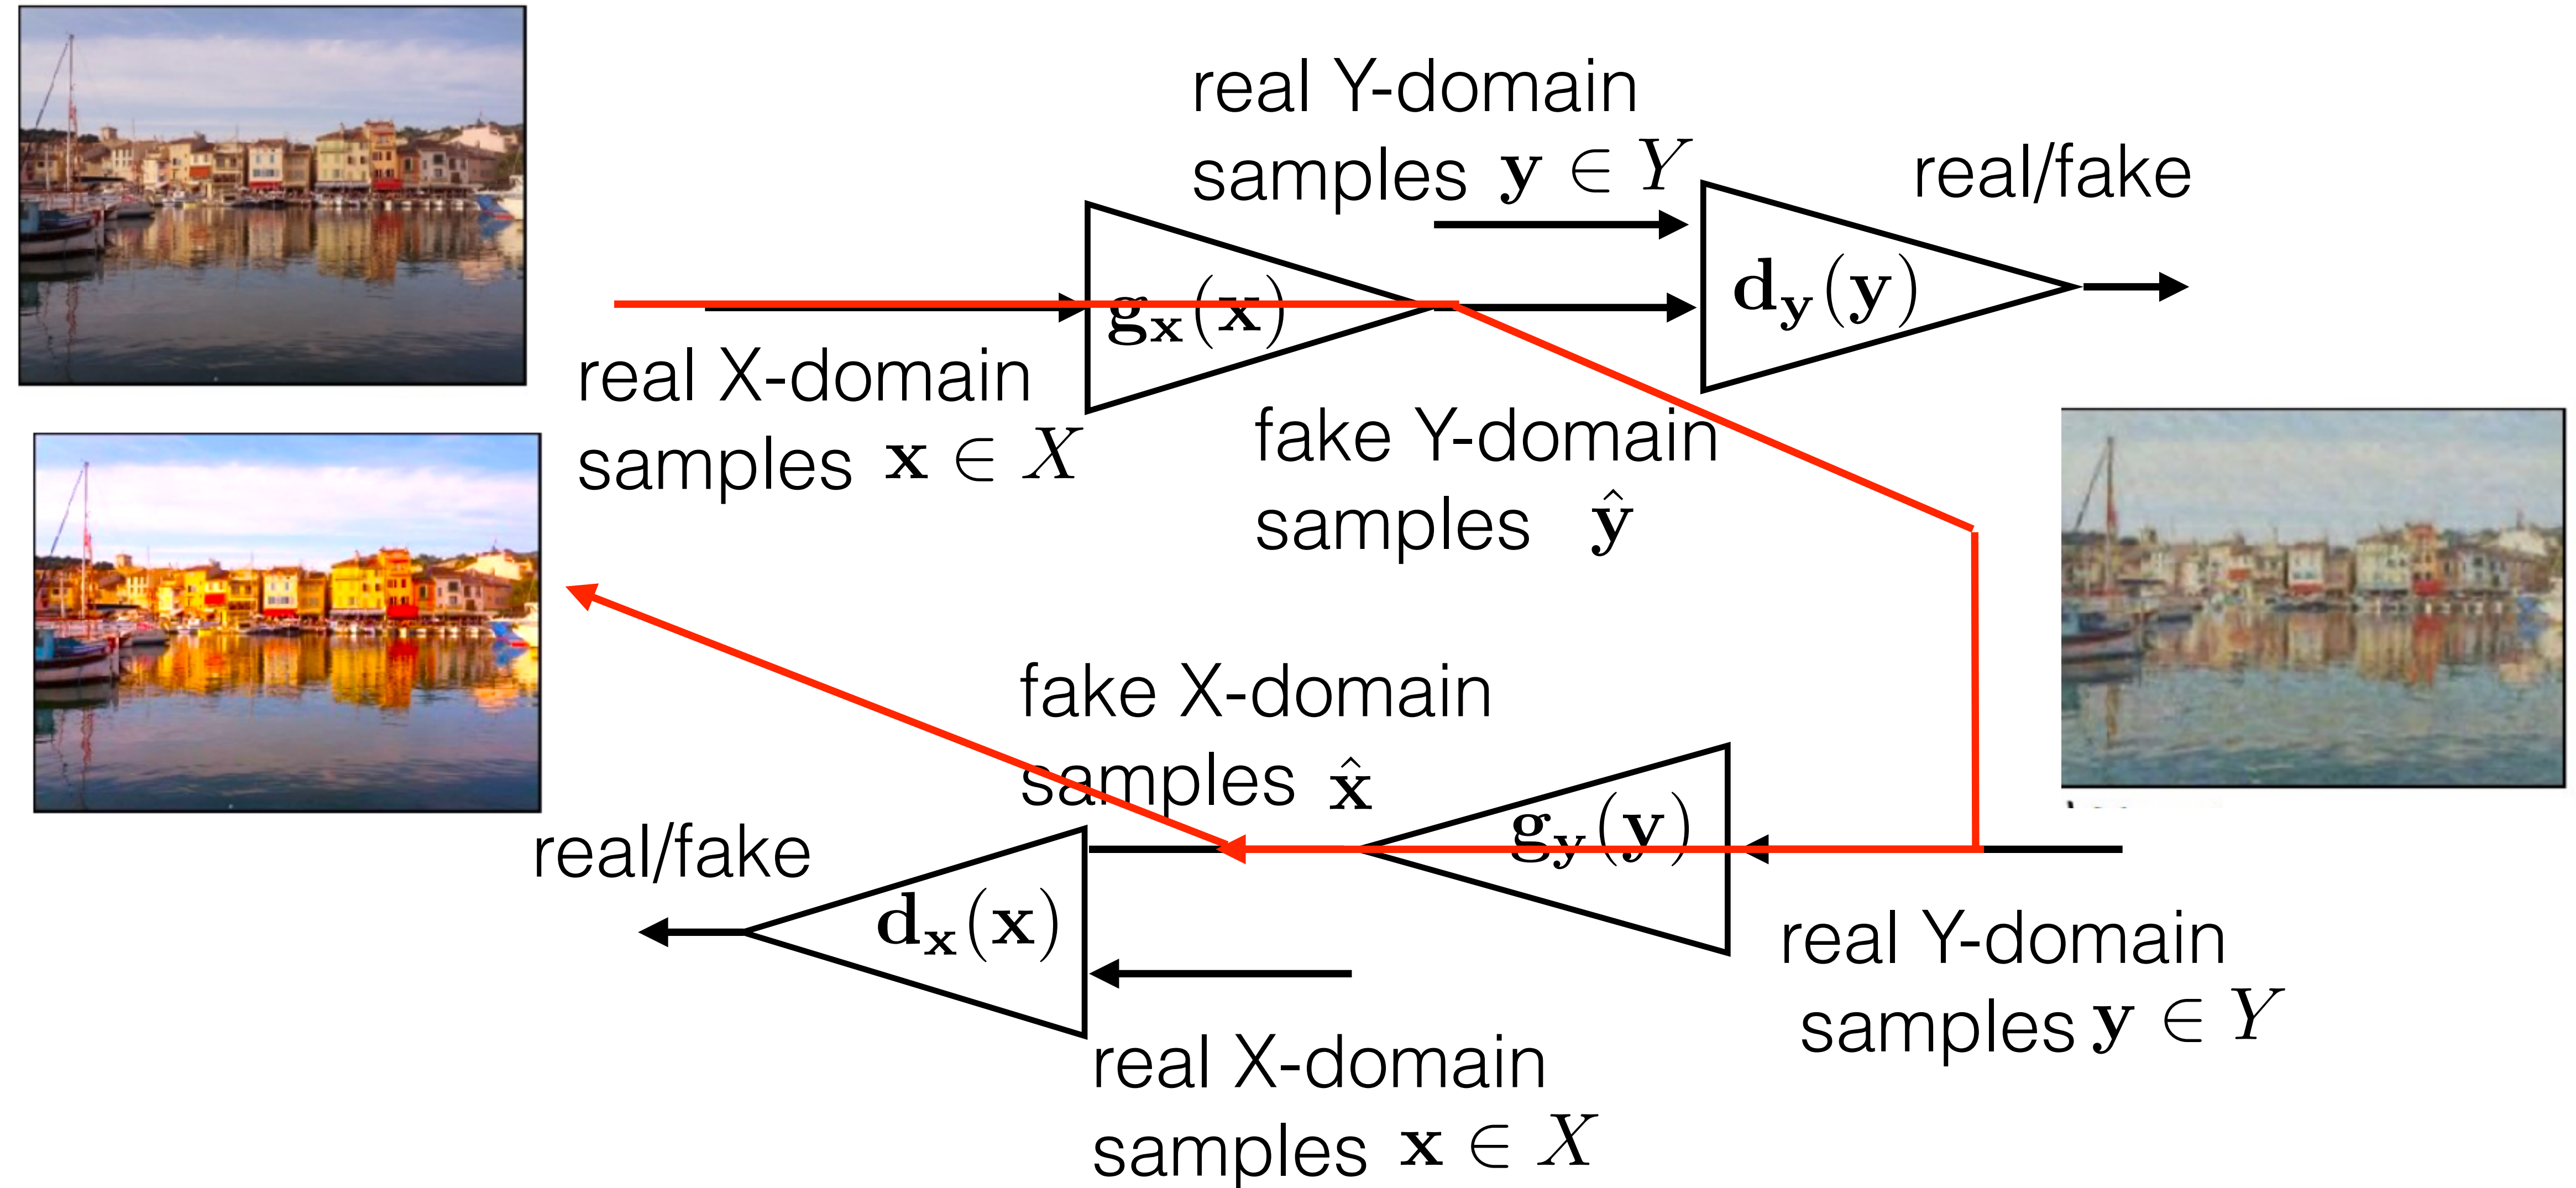 real Y-domain
samples y ∈ Y
real/fake
g_x(x)
d_y(y)
real X-domain
samples x ∈ X
fake Y-domain
samples ŷ
fake X-domain
samples x̂
real/fake
g_y(y)
d_x(x)
real Y-domain
samples y ∈ Y
real X-domain
samples x ∈ X